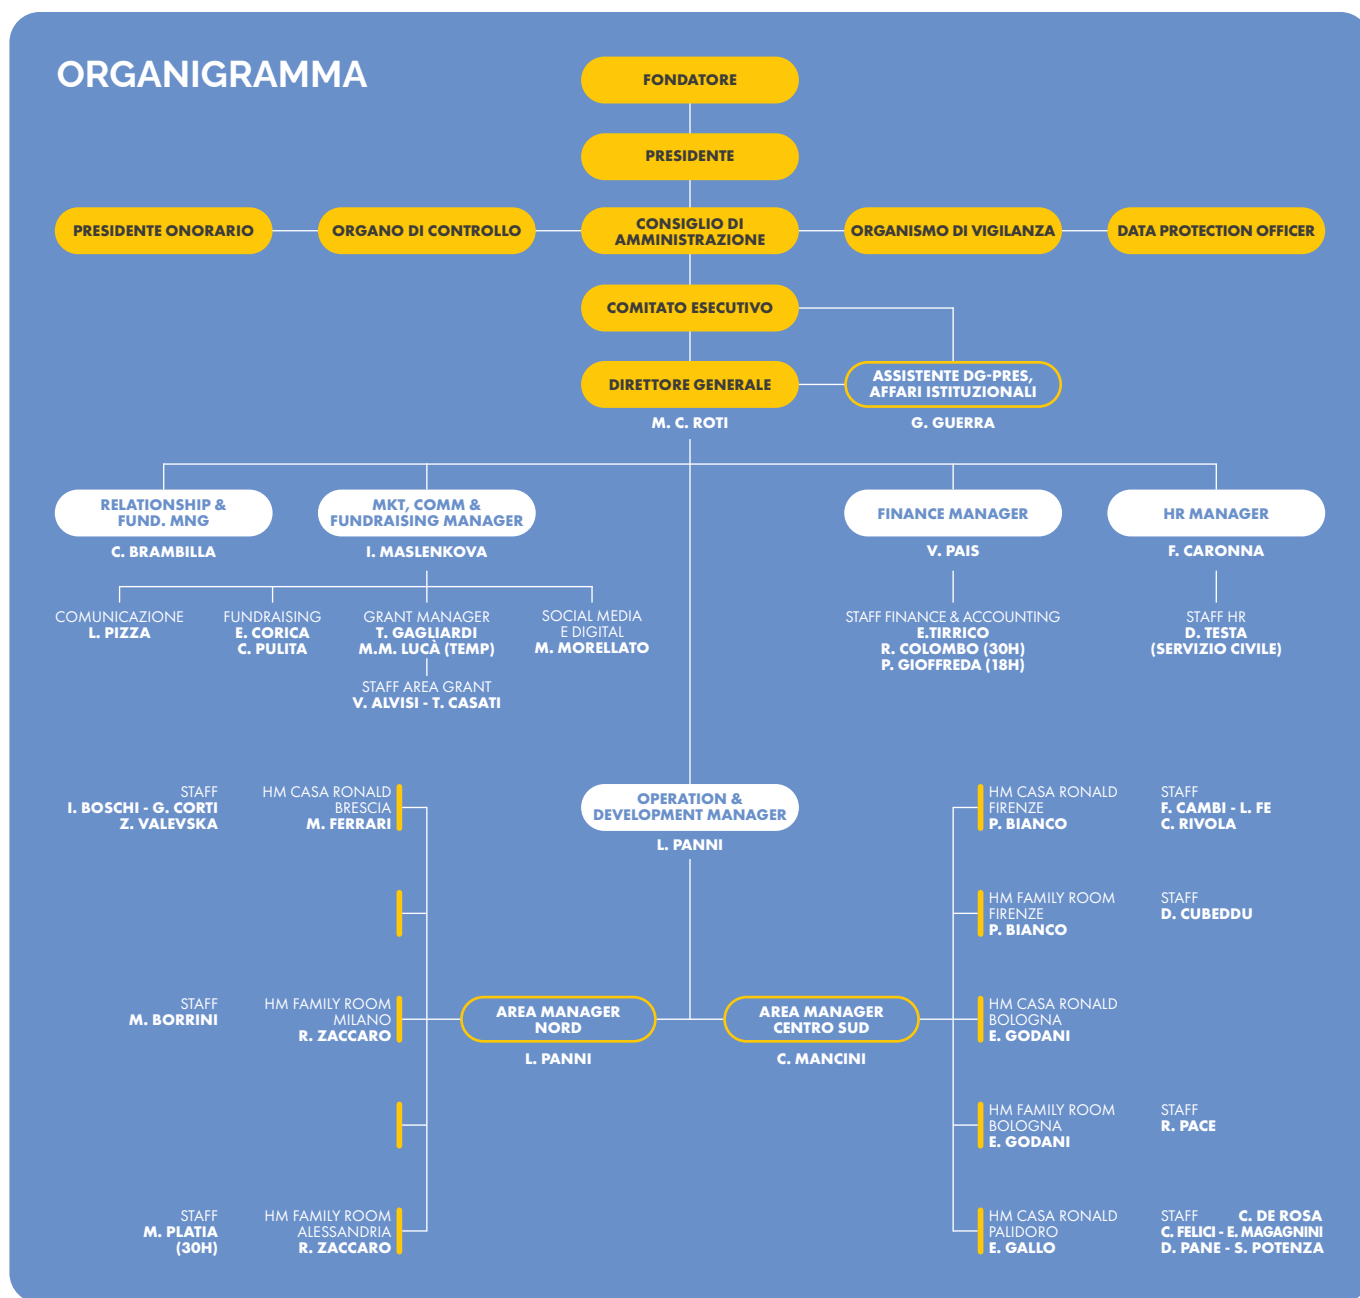 ORGANIGRAMMA
FONDATORE
PRESIDENTE
PRESIDENTE ONORARIO
ORGANO DI CONTROLLO
CONSIGLIO DI
AMMINISTRAZIONE
ORGANISMO DI VIGILANZA
DATA PROTECTION OFFICER
COMITATO ESECUTIVO
DIRETTORE GENERALE
M. C. ROTI
ASSISTENTE DG-PRES,
AFFARI ISTITUZIONALI
G. GUERRA
RELATIONSHIP &
FUND. MNG
C. BRAMBILLA
MKT, COMM &
FUNDRAISING MANAGER
I. MASLENKOVA
FINANCE MANAGER
V. PAIS
HR MANAGER
F. CARONNA
COMUNICAZIONE
L. PIZZA
FUNDRAISING
E. CORICA
C. PULITA
GRANT MANAGER
T. GAGLIARDI
M.M. LUCÀ (TEMP)
STAFF AREA GRANT
V. ALVISI - T. CASATI
SOCIAL MEDIA
E DIGITAL
M. MORELLATO
STAFF FINANCE & ACCOUNTING
E.TIRRICO
R. COLOMBO (30H)
P. GIOFFREDA (18H)
STAFF HR
D. TESTA
(SERVIZIO CIVILE)
STAFF
I. BOSCHI - G. CORTI
Z. VALEVSKA
HM CASA RONALD
BRESCIA
M. FERRARI
OPERATION &
DEVELOPMENT MANAGER
L. PANNI
HM CASA RONALD
FIRENZE
P. BIANCO
STAFF
F. CAMBI - L. FE
C. RIVOLA
HM FAMILY ROOM
FIRENZE
P. BIANCO
STAFF
D. CUBEDDU
STAFF
M. BORRINI
HM FAMILY ROOM
MILANO
R. ZACCARO
AREA MANAGER
NORD
L. PANNI
AREA MANAGER
CENTRO SUD
C. MANCINI
HM CASA RONALD
BOLOGNA
E. GODANI
HM FAMILY ROOM
BOLOGNA
E. GODANI
STAFF
R. PACE
STAFF
M. PLATIA
(30H)
HM FAMILY ROOM
ALESSANDRIA
R. ZACCARO
HM CASA RONALD
PALIDORO
E. GALLO
STAFF C. DE ROSA
C. FELICI - E. MAGAGNINI
D. PANE - S. POTENZA